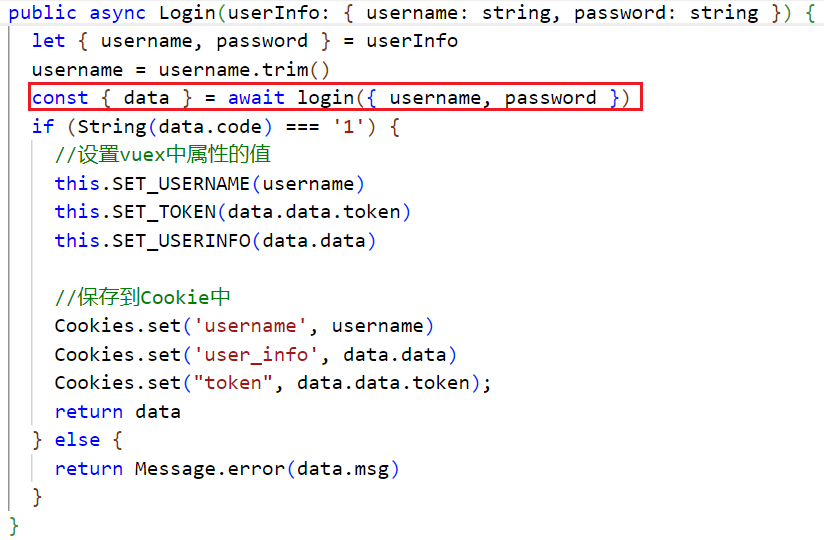 public async Login(userInfo: { username: string, password: string }) {
  let { username, password } = userInfo
  username = username.trim()
  const { data } = await login({ username, password })
  if (String(data.code) === '1') {
    //设置vuex中属性的值
    this.SET_USERNAME(username)
    this.SET_TOKEN(data.data.token)
    this.SET_USERINFO(data.data)

    //保存到Cookie中
    Cookies.set('username', username)
    Cookies.set('user_info', data.data)
    Cookies.set("token", data.data.token);
    return data
  } else {
    return Message.error(data.msg)
  }
}